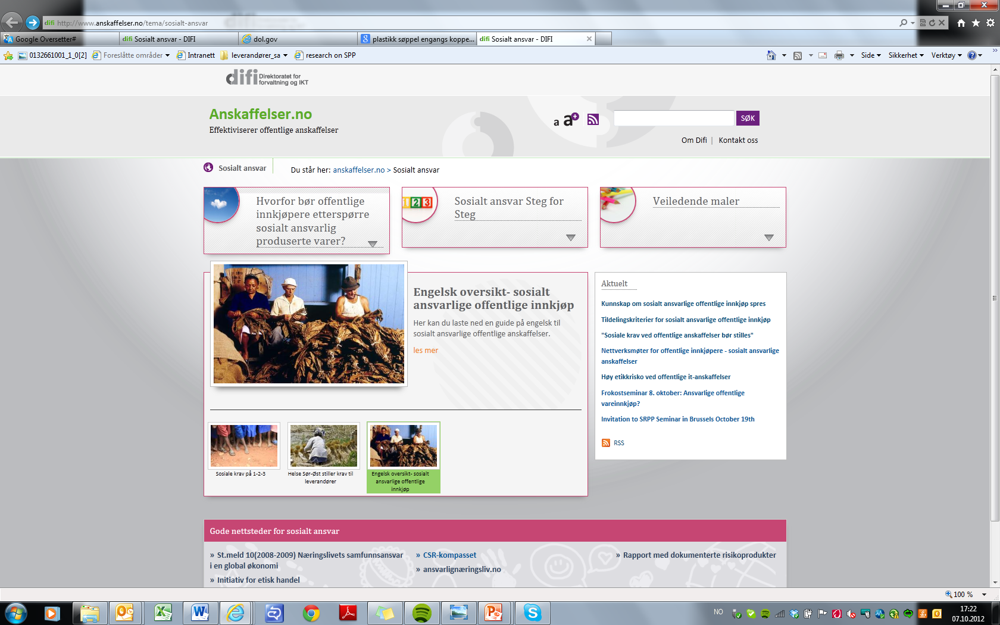 difi http://www.anskaffelser.no/tema/sosialt-ansvar
Google Oversetter#
difi Sosialt ansvar - DIFI
dol.gov
plastikk søppel engangs koppe...
difi Sosialt ansvar - DIFI
0132661001_1_0[2]
Foreslåtte områder
Intranett
leverandører_sa
research on SPP
Side
Sikkerhet
Verktøy
difi Direktoratet for
forvaltning og IKT
Anskaffelser.no
Effektiviserer offentlige anskaffelser
a a+
SØK
Om Difi | Kontakt oss
Sosialt ansvar
Du står her: anskaffelser.no > Sosialt ansvar
Hvorfor bør offentlige
innkjøpere etterspørre
sosialt ansvarlig
produserte varer?
123
Sosialt ansvar Steg for
Steg
Veiledende maler
Engelsk oversikt- sosialt
ansvarlige offentlige innkjøp
Her kan du laste ned en guide på engelsk til
sosialt ansvarlige offentlige anskaffelser.
les mer
Sosiale krav på 1-2-3
Helse Sør-Øst stiller krav til
leverandører
Engelsk oversikt- sosialt
ansvarlige offentlige
innkjøp
Aktuelt
Kunnskap om sosialt ansvarlige offentlige innkjøp spres
Tildelingskriterier for sosialt ansvarlige offentlige innkjøp
"Sosiale krav ved offentlige anskaffelser bør stilles"
Nettverksmøter for offentlige innkjøpere - sosialt ansvarlige
anskaffelser
Høy etikkrisko ved offentlige it-anskaffelser
Frokostseminar 8. oktober: Ansvarlige offentlige
vareinnkjøp?
Invitation to SRPP Seminar in Brussels October 19th
RSS
Gode nettsteder for sosialt ansvar
» St.meld 10(2008-2009) Næringslivets samfunnsansvar
i en global økonomi
» Initiativ for etisk handel
» CSR-kompasset
» ansvarlignæringsliv.no
» Rapport med dokumenterte risikoprodukter
100 %
NO
17:22
07.10.2012